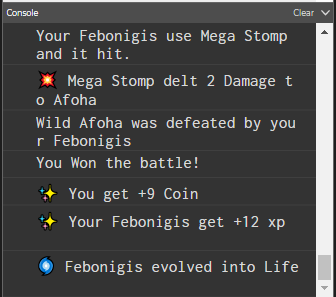 Console
Clear
Your Febonigis use Mega Stomp
and it hit.
💥 Mega Stomp delt 2 Damage t
o Afoha
Wild Afoha was defeated by you
r Febonigis
You Won the battle!
✨ You get +9 Coin
✨ Your Febonigis get +12 xp
🌀 Febonigis evolved into Life